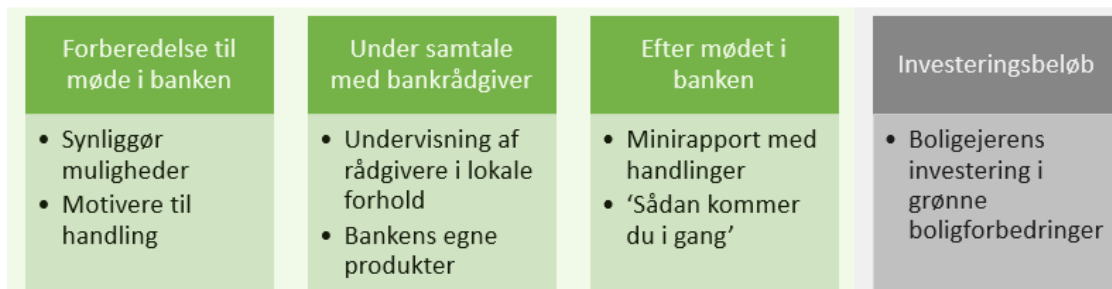 Forberedelse til
møde i banken
• Synliggør
muligheder
• Motivere til
handling
Under samtale
med bankrådgiver
• Undervisning af
rådgivere i lokale
forhold
• Bankens egne
produkter
Efter mødet i
banken
• Minirapport med
handlinger
• ‘Sådan kommer
du i gang’
Investeringsbeløb
• Boligejerens
investering i
grønne
boligforbedringer